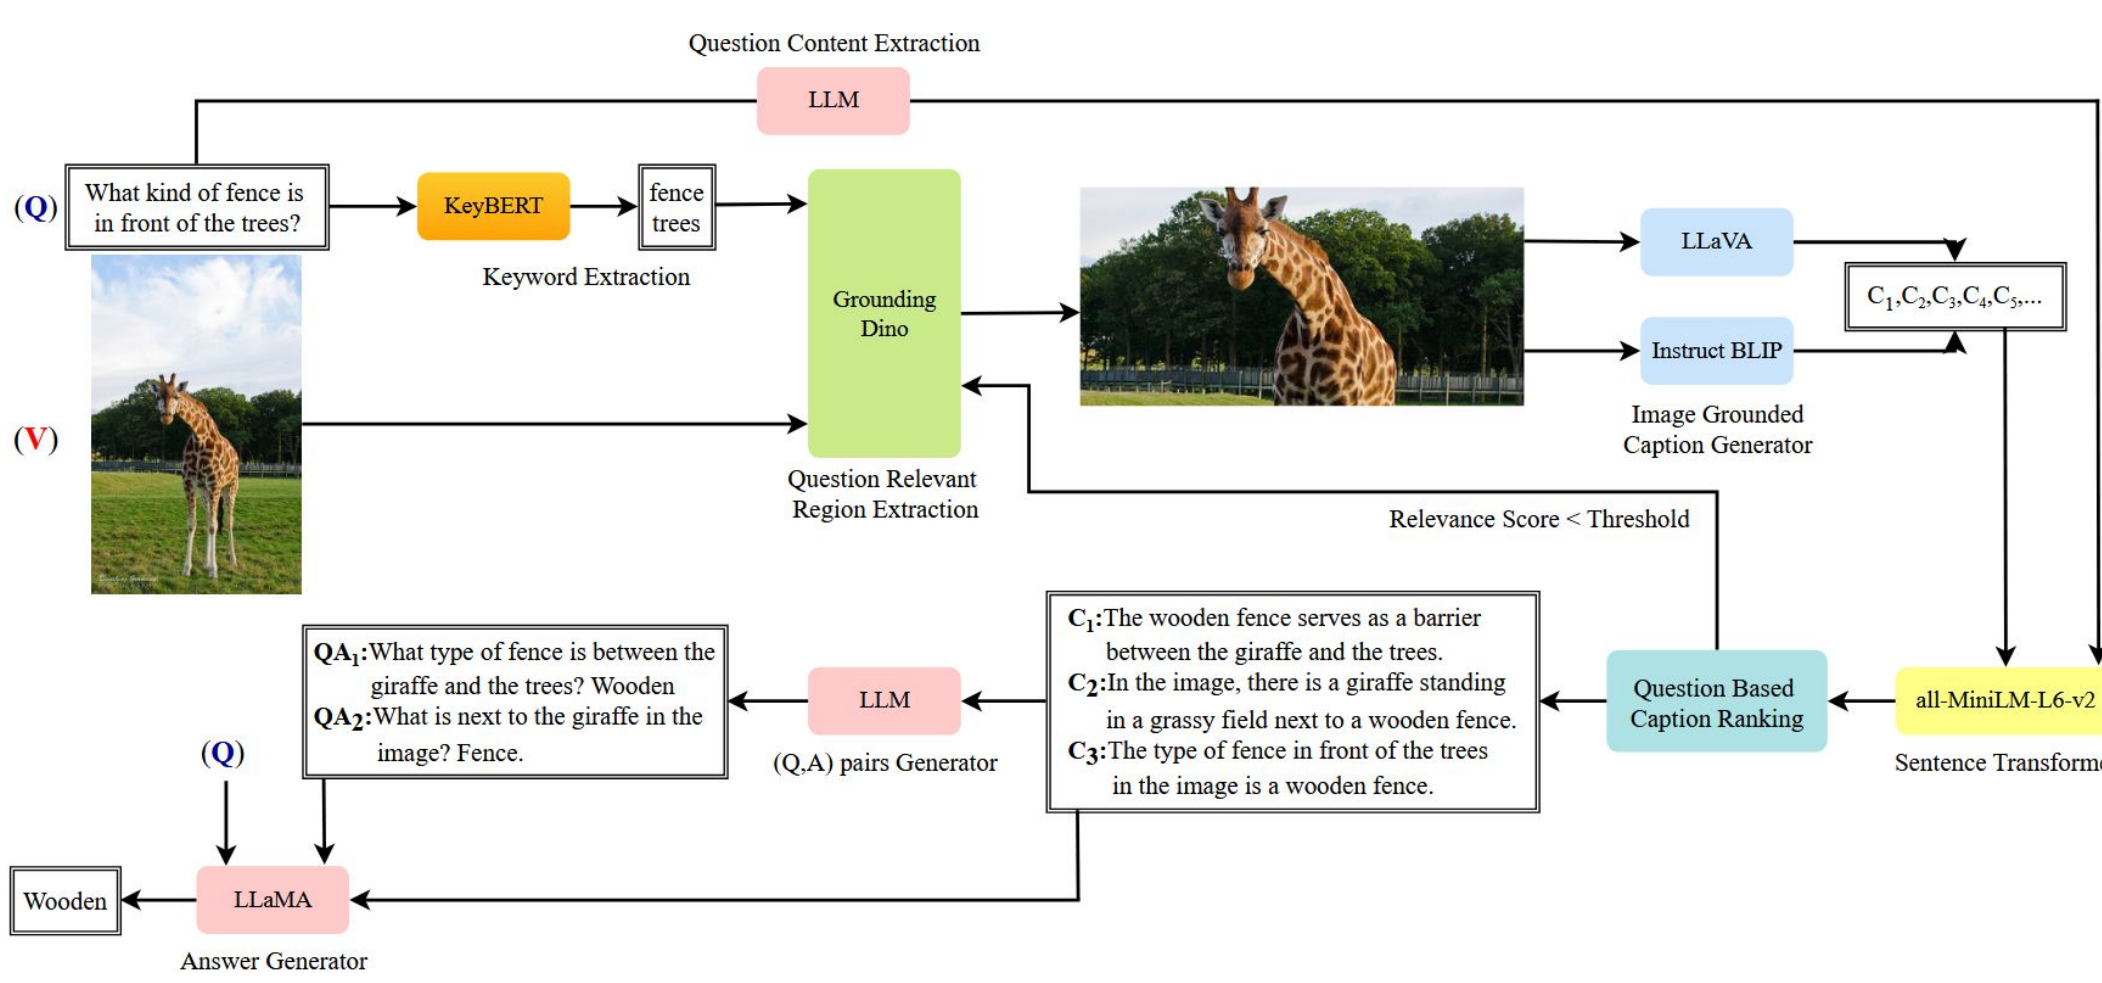 Question Content Extraction
LLM
(Q)
What kind of fence is
in front of the trees?
KeyBERT
fence
trees
Keyword Extraction
Grounding
Dino
LLaVA
C1,C2,C3,C4,C5,...
Instruct BLIP
Image Grounded
Caption Generator
(V)
Question Relevant
Region Extraction
Relevance Score < Threshold
C1:The wooden fence serves as a barrier
between the giraffe and the trees.
C2:In the image, there is a giraffe standing
in a grassy field next to a wooden fence.
C3:The type of fence in front of the trees
in the image is a wooden fence.
Question Based
Caption Ranking
all-MiniLM-L6-v2
Sentence Transforme
QA1:What type of fence is between the
giraffe and the trees? Wooden
QA2:What is next to the giraffe in the
image? Fence.
LLM
(Q,A) pairs Generator
(Q)
Wooden
LLaMA
Answer Generator